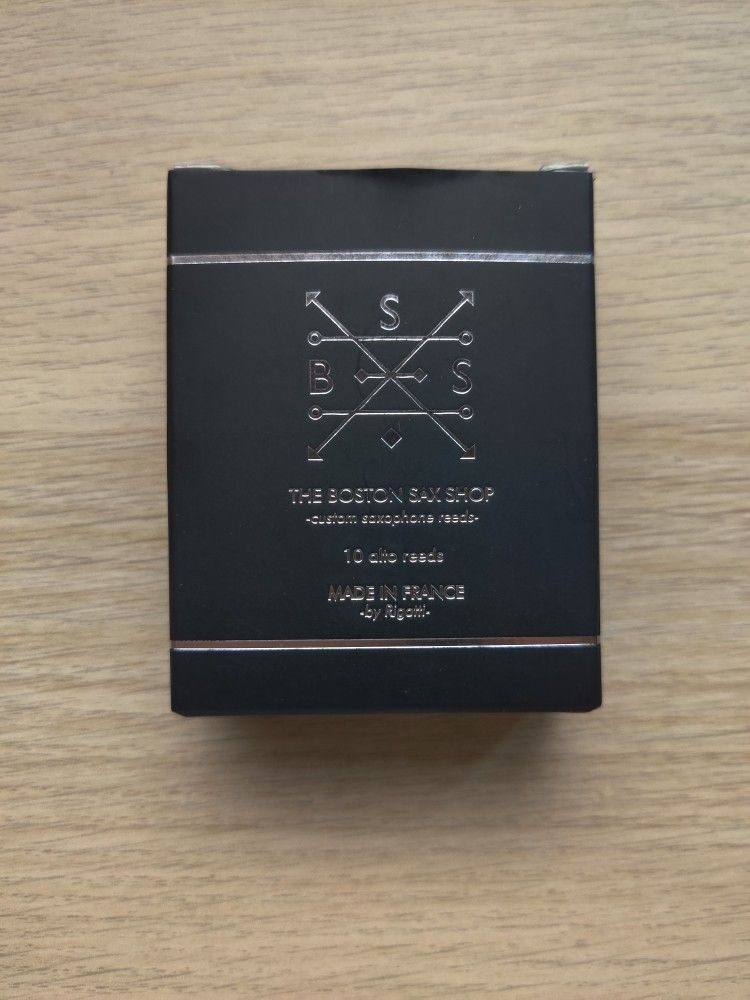 S
B S
THE BOSTON SAX SHOP
-custom saxophone reeds-
10 alto reeds
MADE IN FRANCE
-by Rigotti-